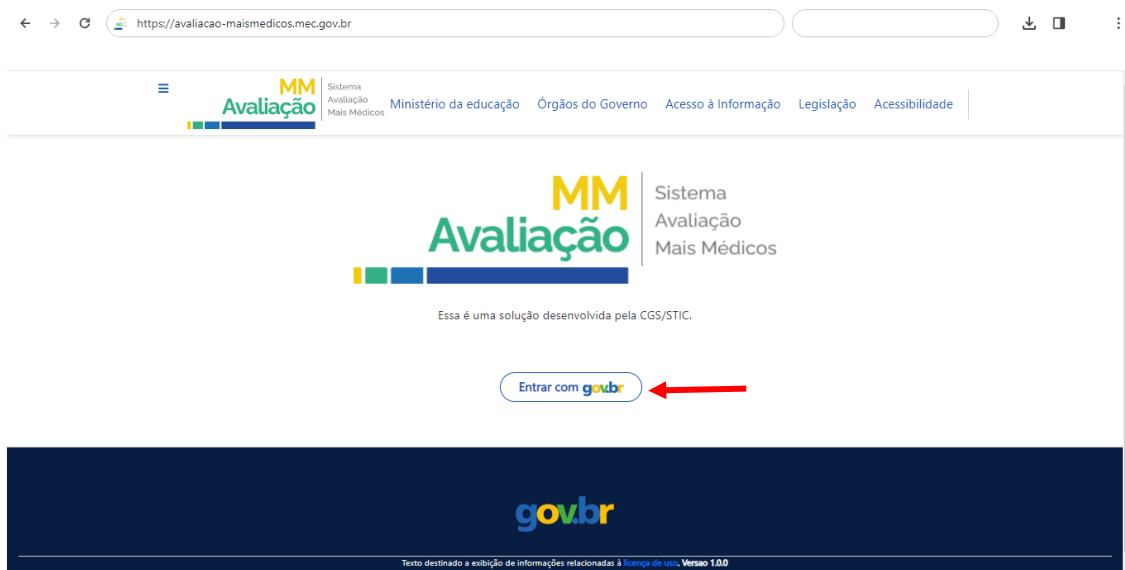 https://avaliacao-maismedicos.mec.gov.br
MM
Avaliação
Sistema
Avaliação
Mais Médicos
Ministério da educação Órgãos do Governo Acesso à Informação Legislação Acessibilidade
MM
Avaliação
Sistema
Avaliação
Mais Médicos
Essa é uma solução desenvolvida pela CGS/STIC.
Entrar com gov.br
gov.br
Texto destinado a exibição de informações relacionadas à licença de uso. Versao 1.0.0